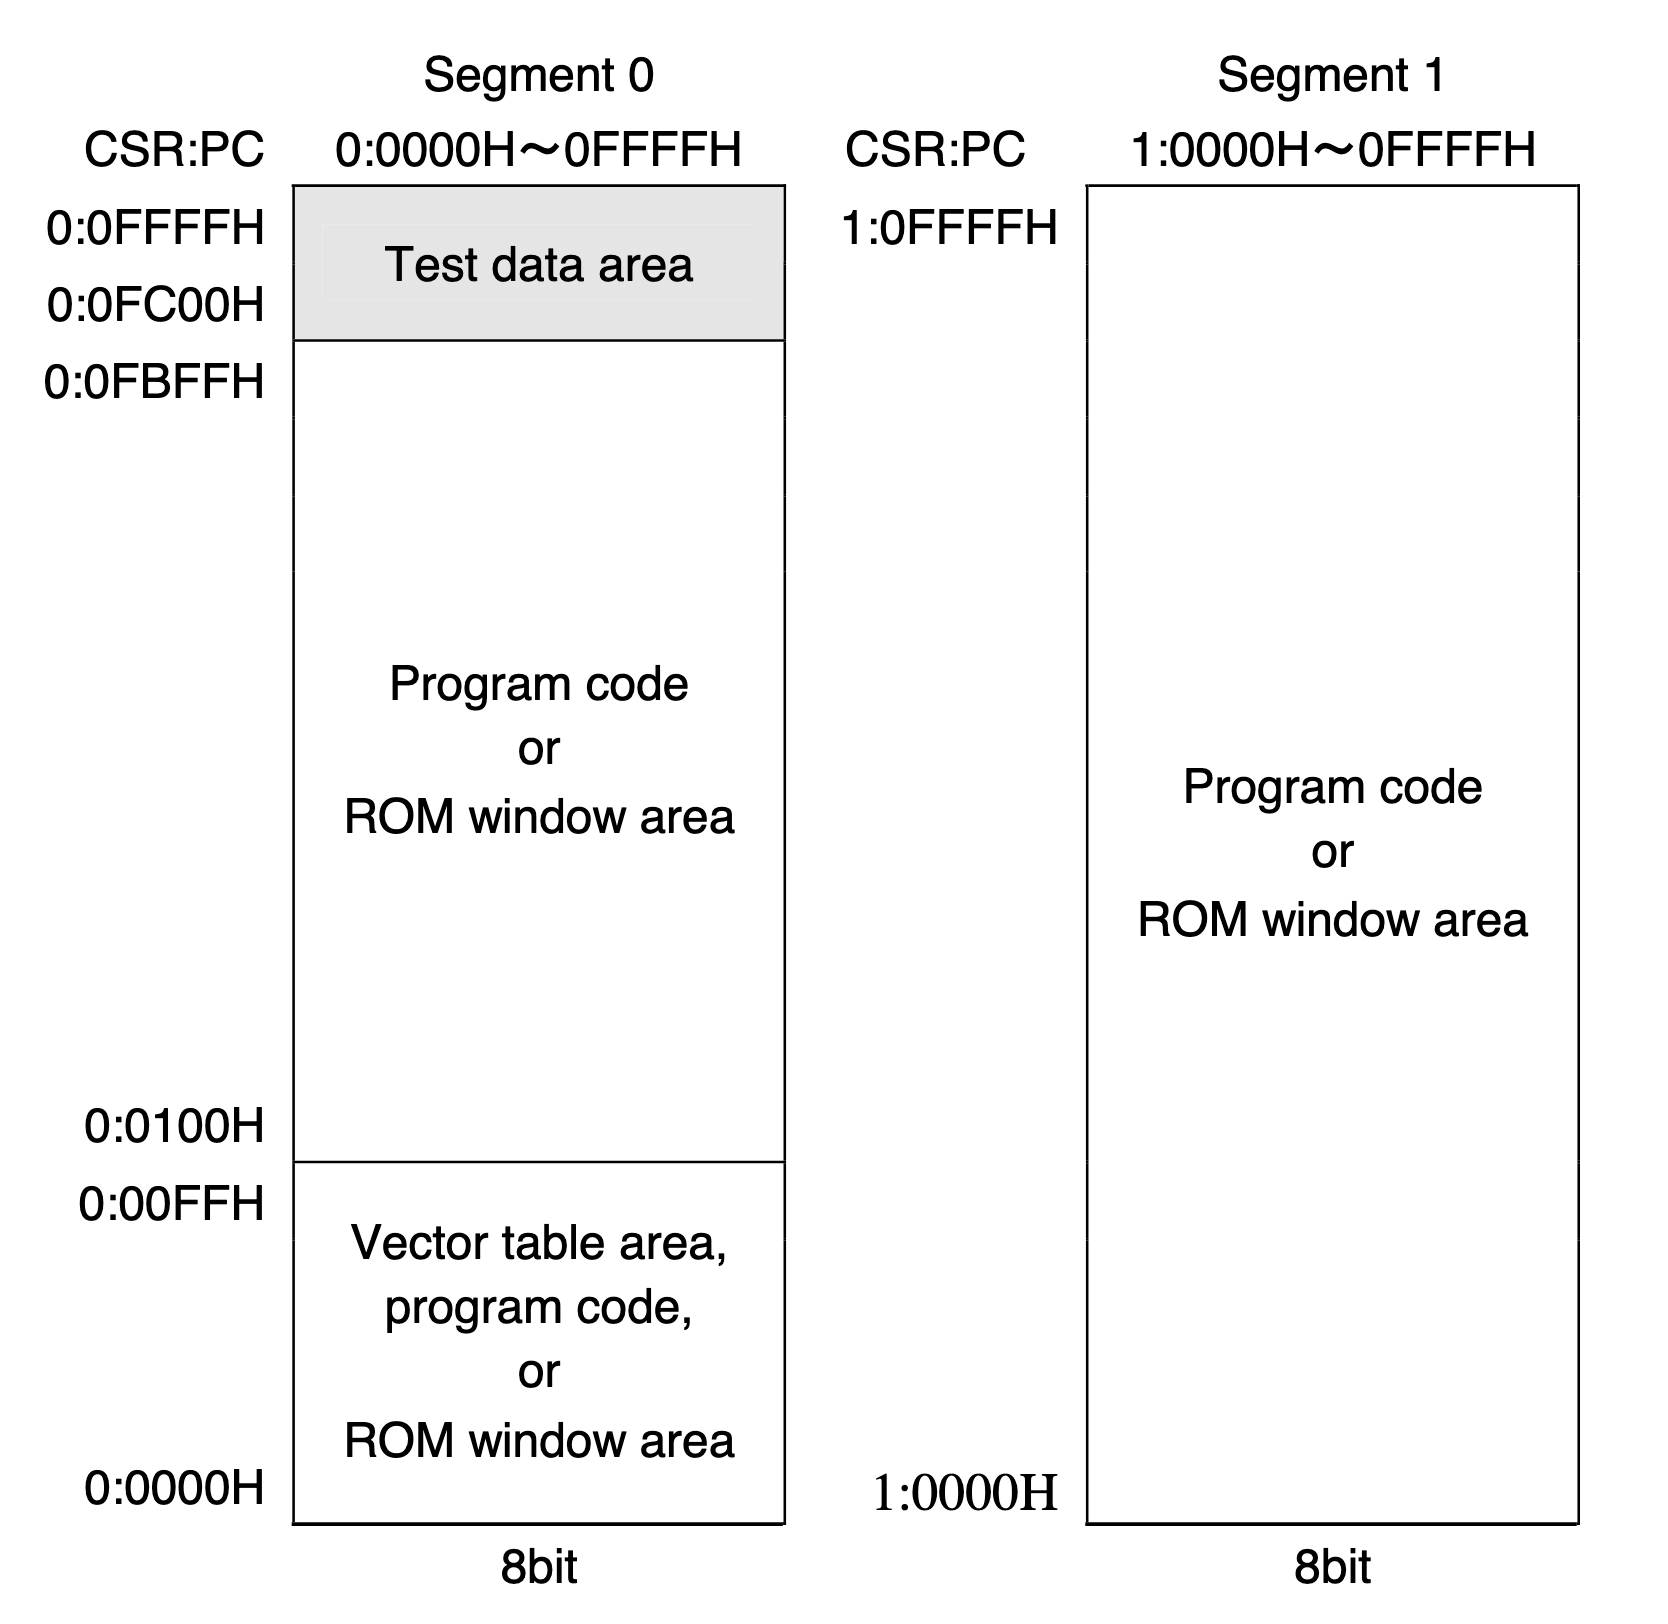 Segment 0
CSR:PC 0:0000H～0FFFFH
0:0FFFFH
Test data area
0:0FC00H
0:0FBFFH
Program code
or
ROM window area
0:0100H
0:00FFH
Vector table area,
program code,
or
ROM window area
0:0000H
8bit
Segment 1
CSR:PC 1:0000H～0FFFFH
1:0FFFFH
Program code
or
ROM window area
1:0000H
8bit